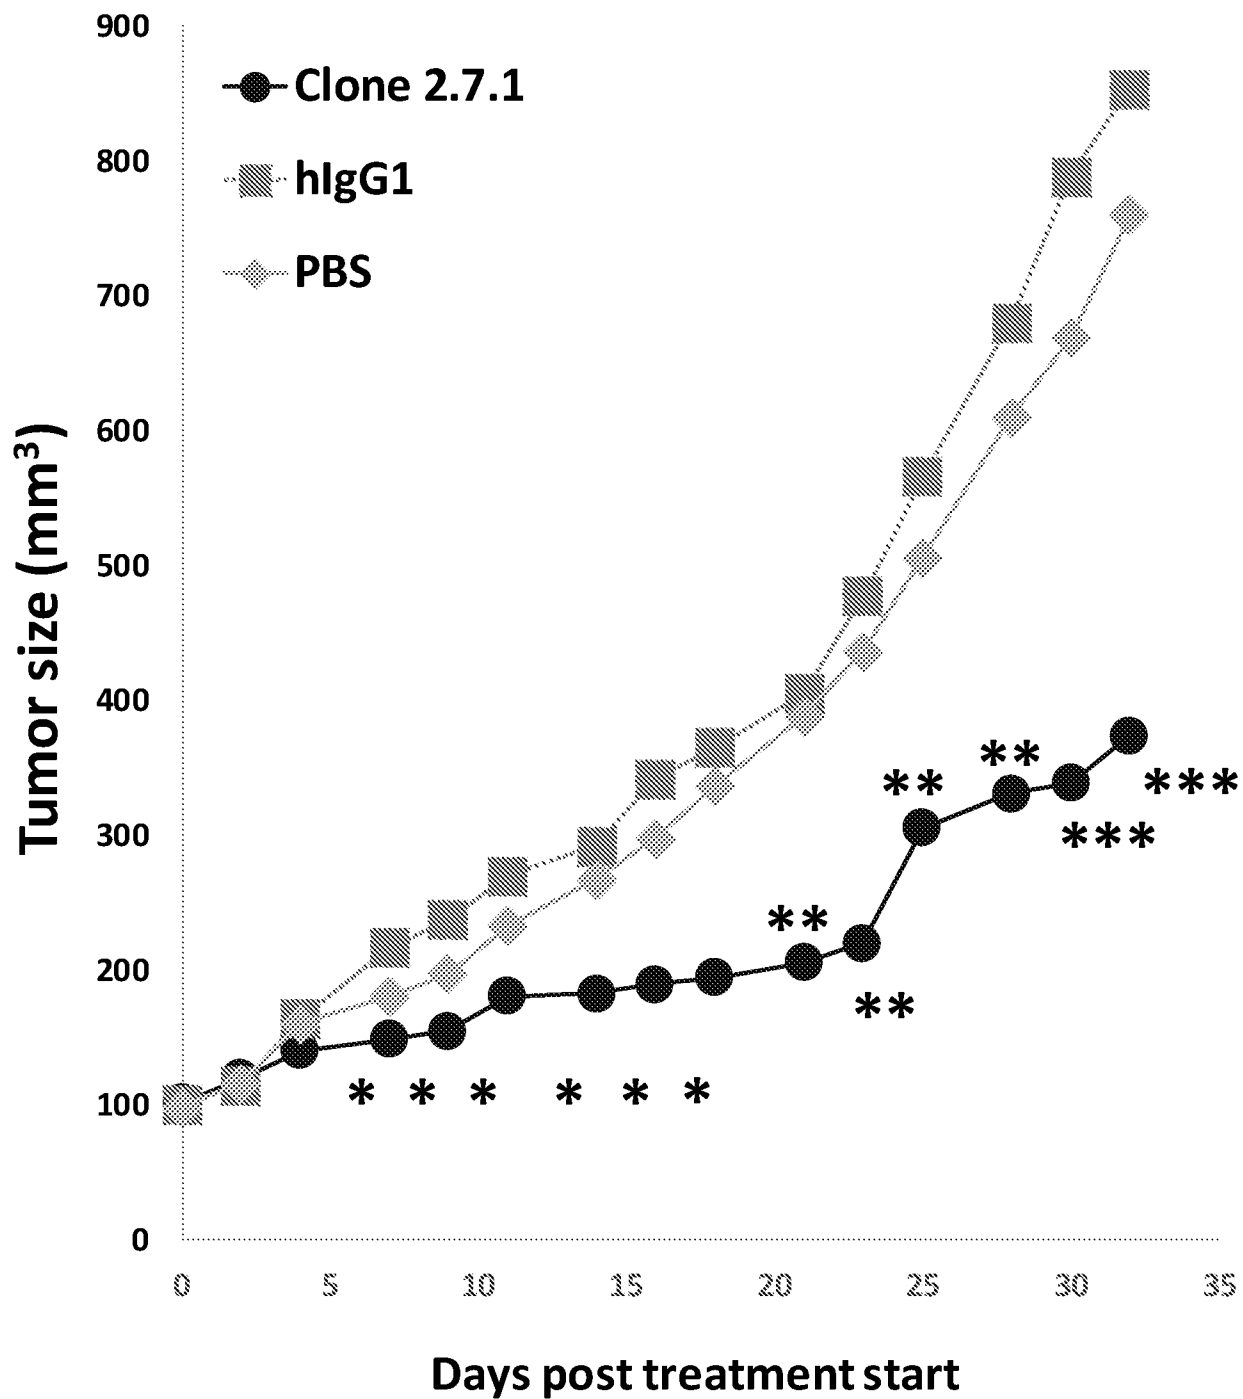 900
800
700
600
500
400
300
200
100
0
Tumor size (mm³)
Clone 2.7.1
hIgG1
PBS
**
**
***
***
**
**
* * * * * *
0 5 10 15 20 25 30 35
Days post treatment start